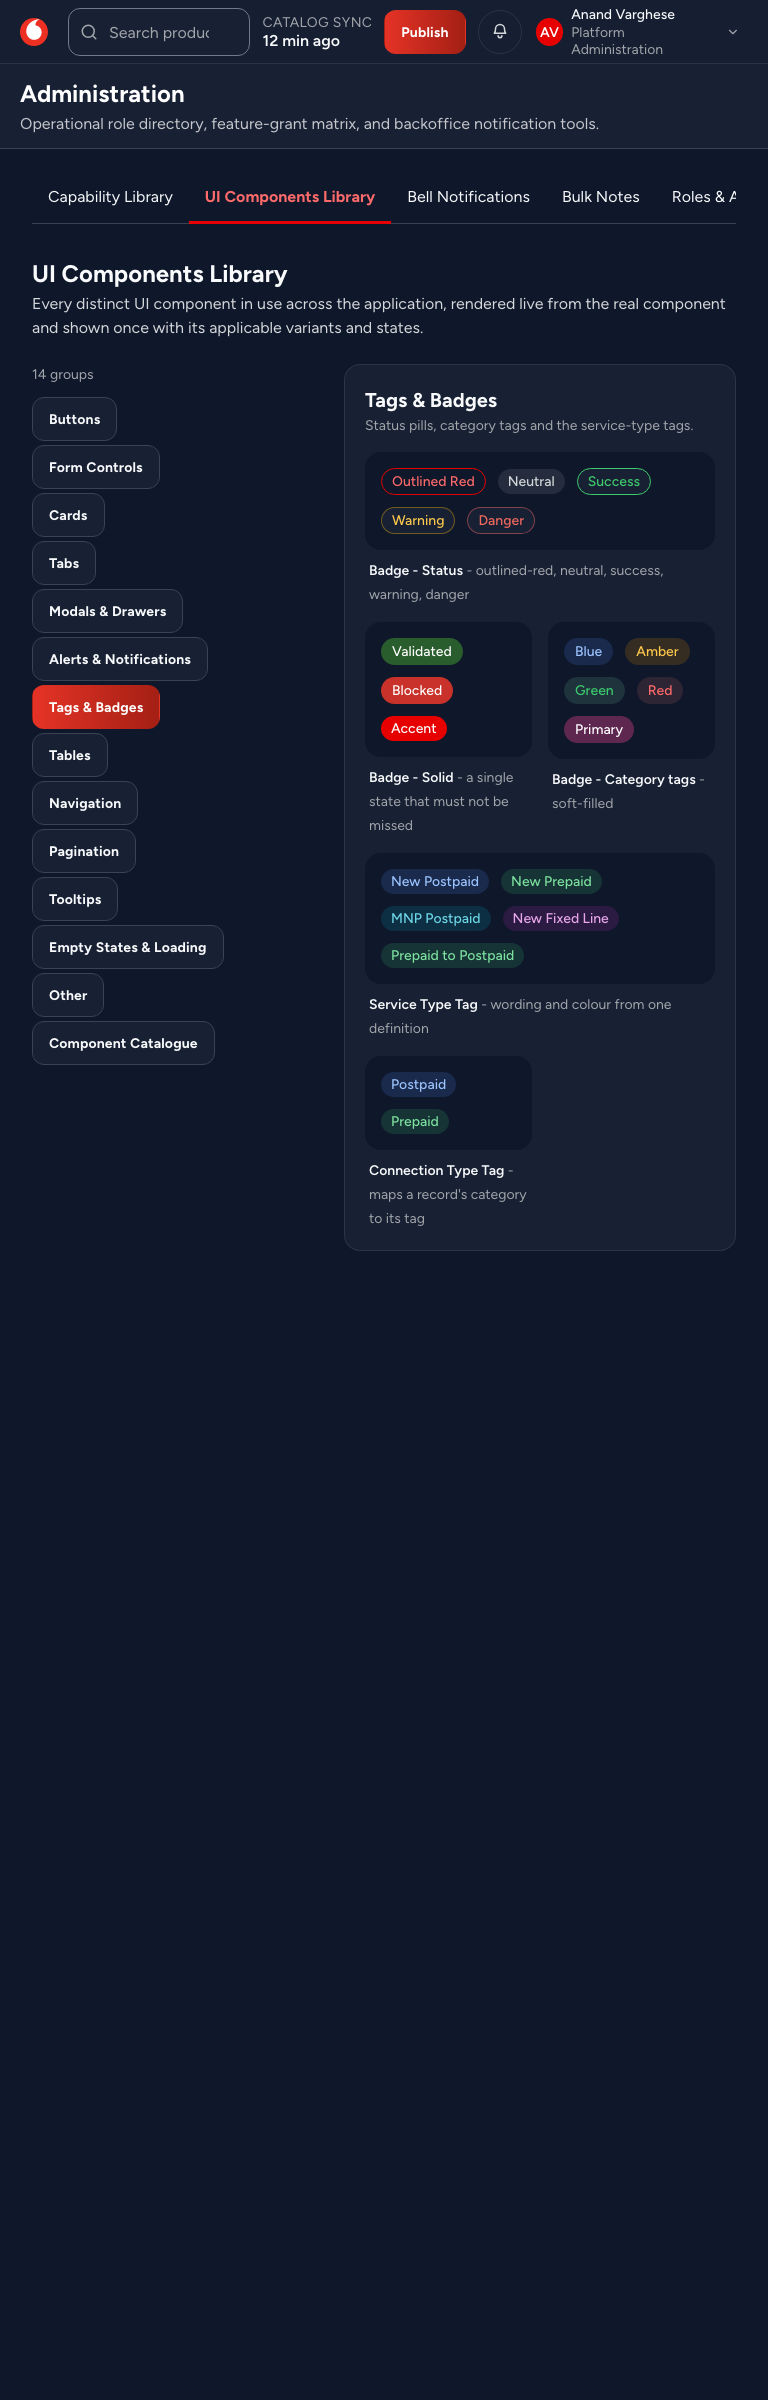 Search produc
CATALOG SYNC
12 min ago
Publish
AV
Anand Varghese
Platform
Administration
Administration
Operational role directory, feature-grant matrix, and backoffice notification tools.
Capability Library
UI Components Library
Bell Notifications
Bulk Notes
Roles & A
UI Components Library
Every distinct UI component in use across the application, rendered live from the real component
and shown once with its applicable variants and states.
14 groups
Buttons
Form Controls
Cards
Tabs
Modals & Drawers
Alerts & Notifications
Tags & Badges
Tables
Navigation
Pagination
Tooltips
Empty States & Loading
Other
Component Catalogue
Tags & Badges
Status pills, category tags and the service-type tags.
Outlined Red
Neutral
Success
Warning
Danger
Badge - Status - outlined-red, neutral, success,
warning, danger
Validated
Blocked
Accent
Badge - Solid - a single
state that must not be
missed
Blue
Amber
Green
Red
Primary
Badge - Category tags -
soft-filled
New Postpaid
New Prepaid
MNP Postpaid
New Fixed Line
Prepaid to Postpaid
Service Type Tag - wording and colour from one
definition
Postpaid
Prepaid
Connection Type Tag -
maps a record's category
to its tag